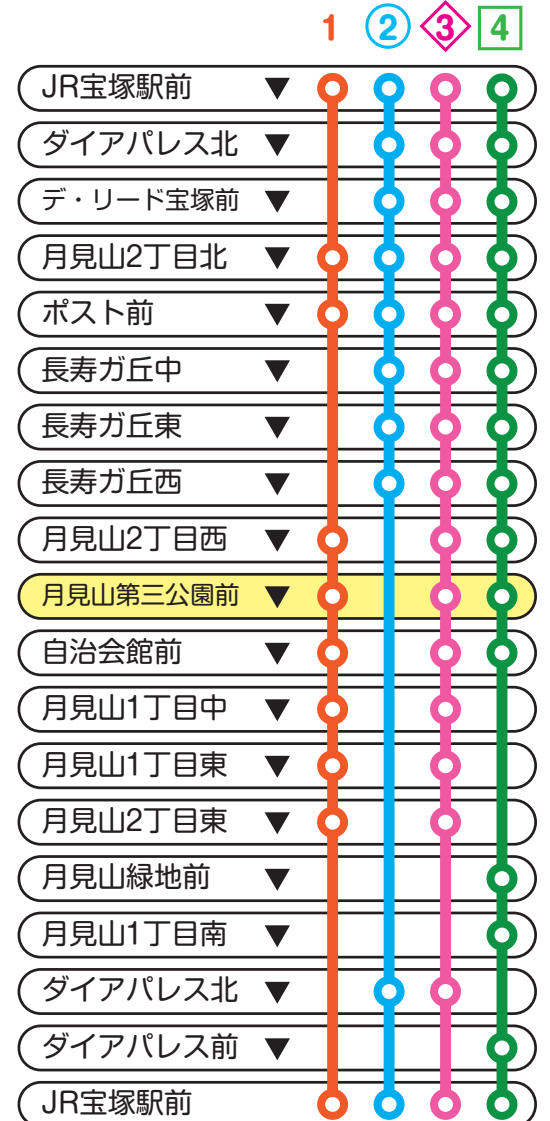 1 2 3 4
JR宝塚駅前 ▼
ダイアパレス北 ▼
デ・リード宝塚前 ▼
月見山2丁目北 ▼
ポスト前 ▼
長寿ガ丘中 ▼
長寿ガ丘東 ▼
長寿ガ丘西 ▼
月見山2丁目西 ▼
月見山第三公園前 ▼
自治会館前 ▼
月見山1丁目中 ▼
月見山1丁目東 ▼
月見山2丁目東 ▼
月見山緑地前 ▼
月見山1丁目南 ▼
ダイアパレス北 ▼
ダイアパレス前 ▼
JR宝塚駅前